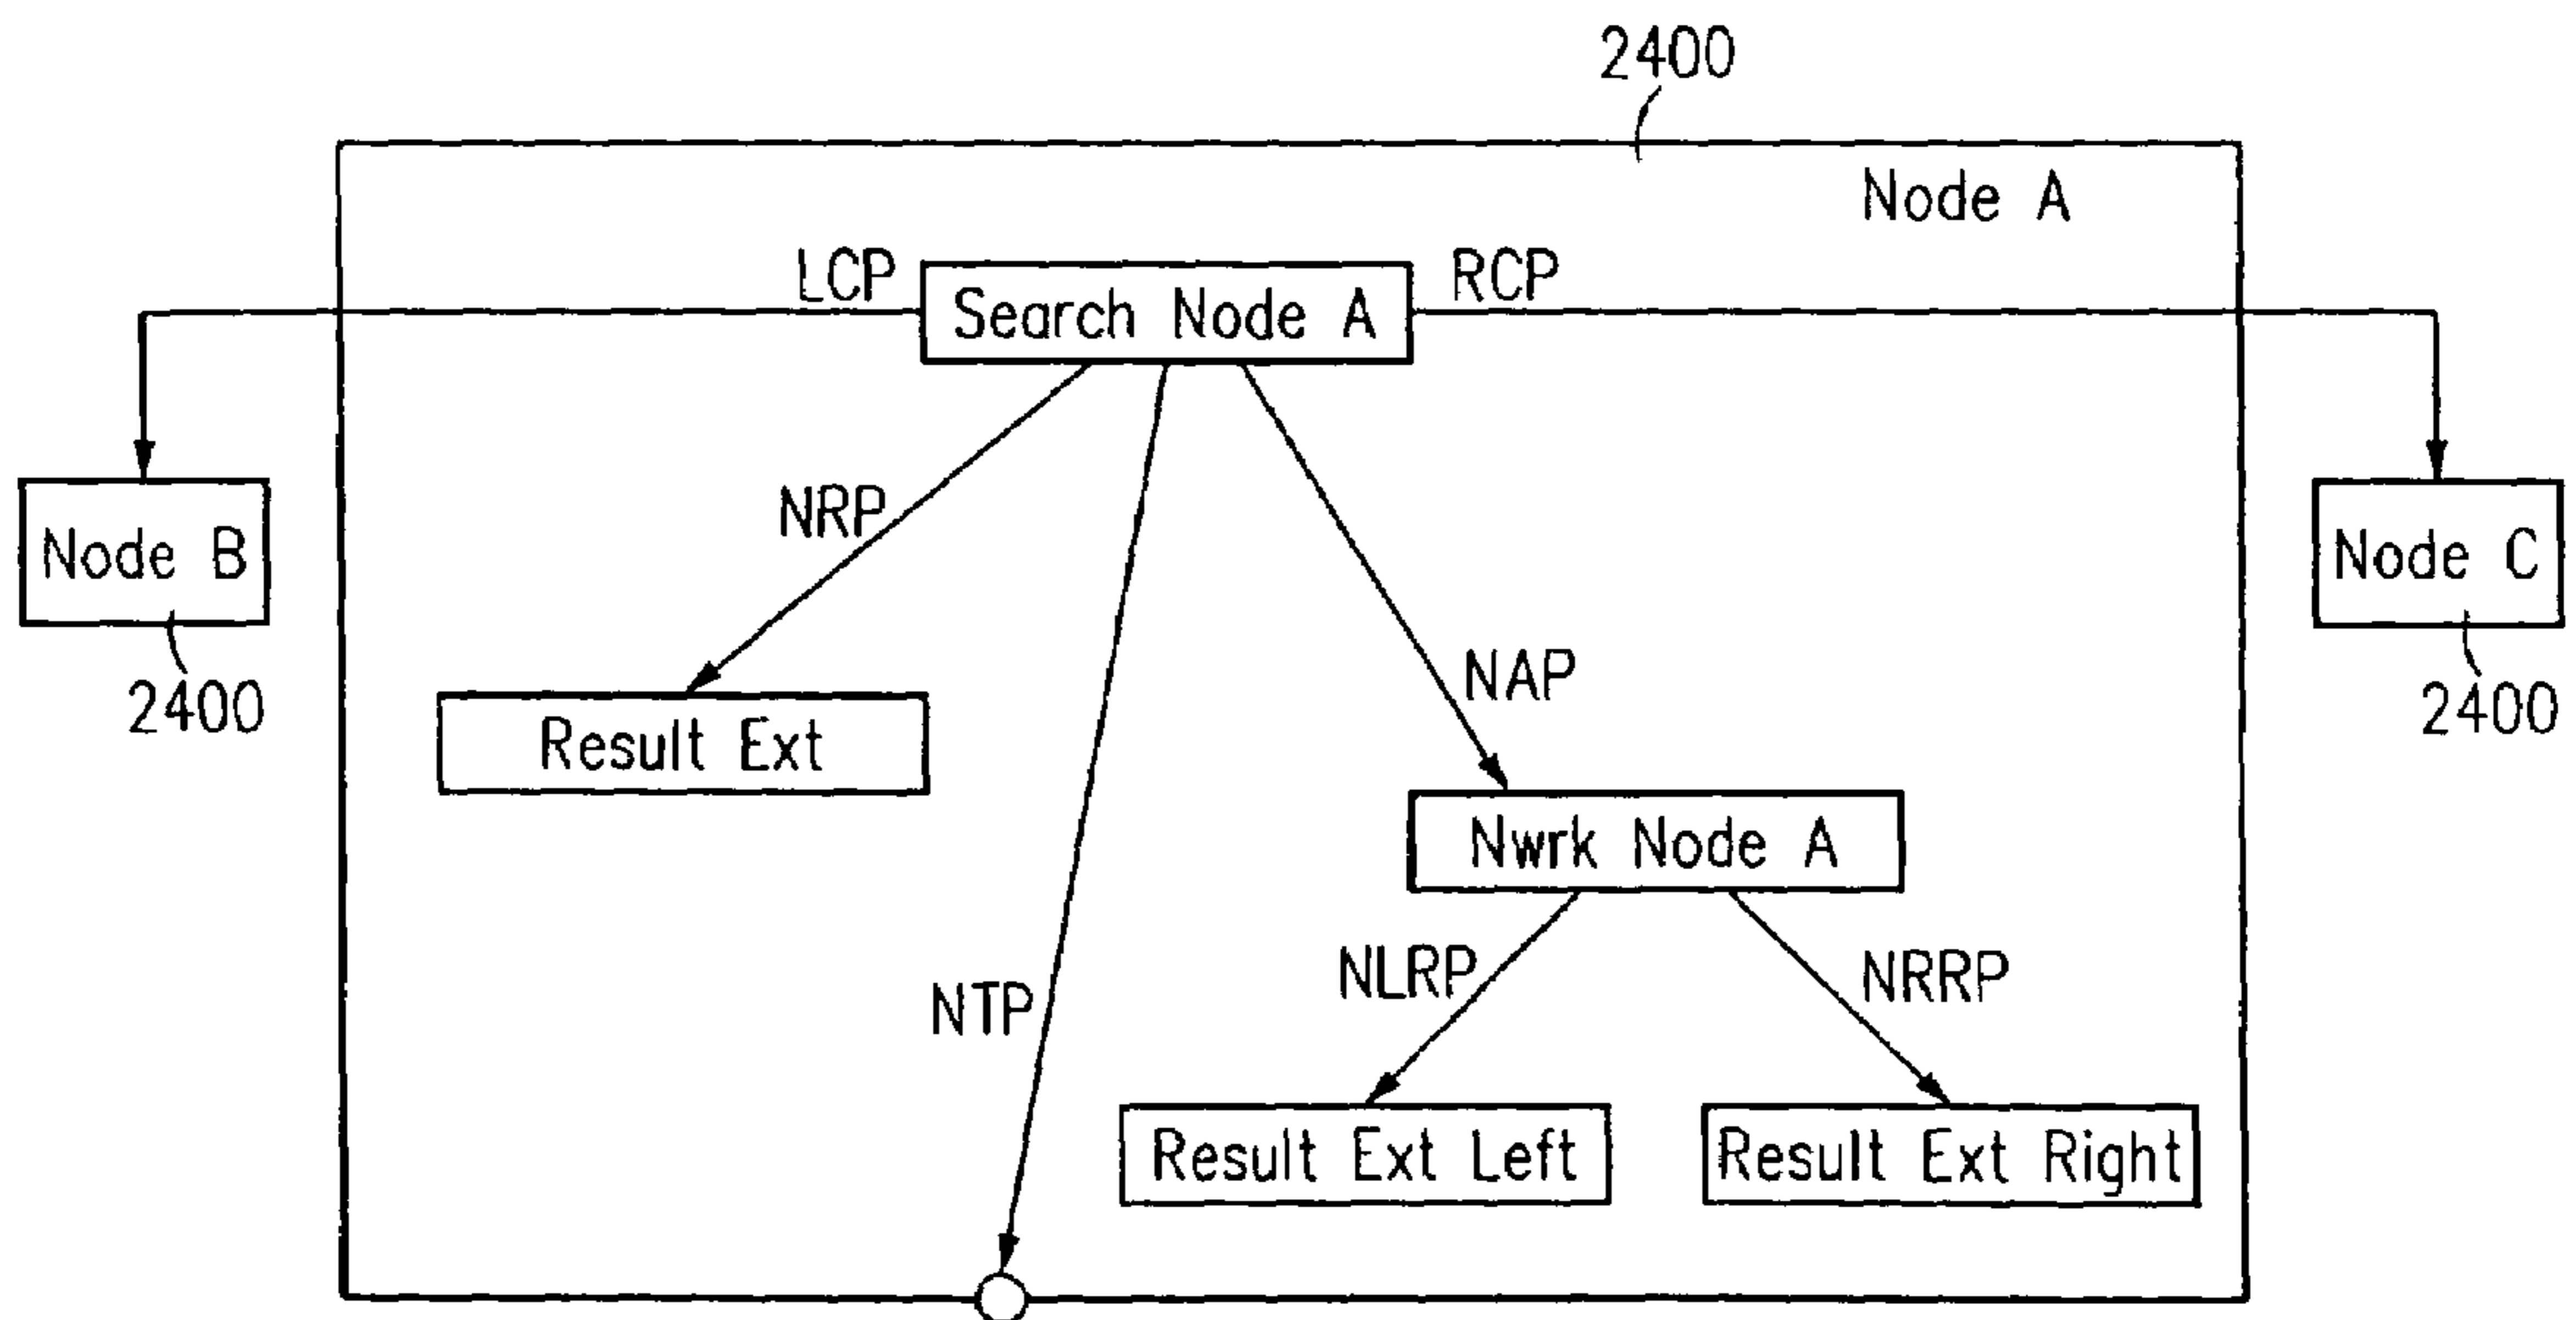 2400
Node A
LCP
RCP
Search Node A
NRP
Node B
Node C
2400
NAP
2400
Result Ext
Nwrk Node A
NLRP
NRRP
NTP
Result Ext Left
Result Ext Right